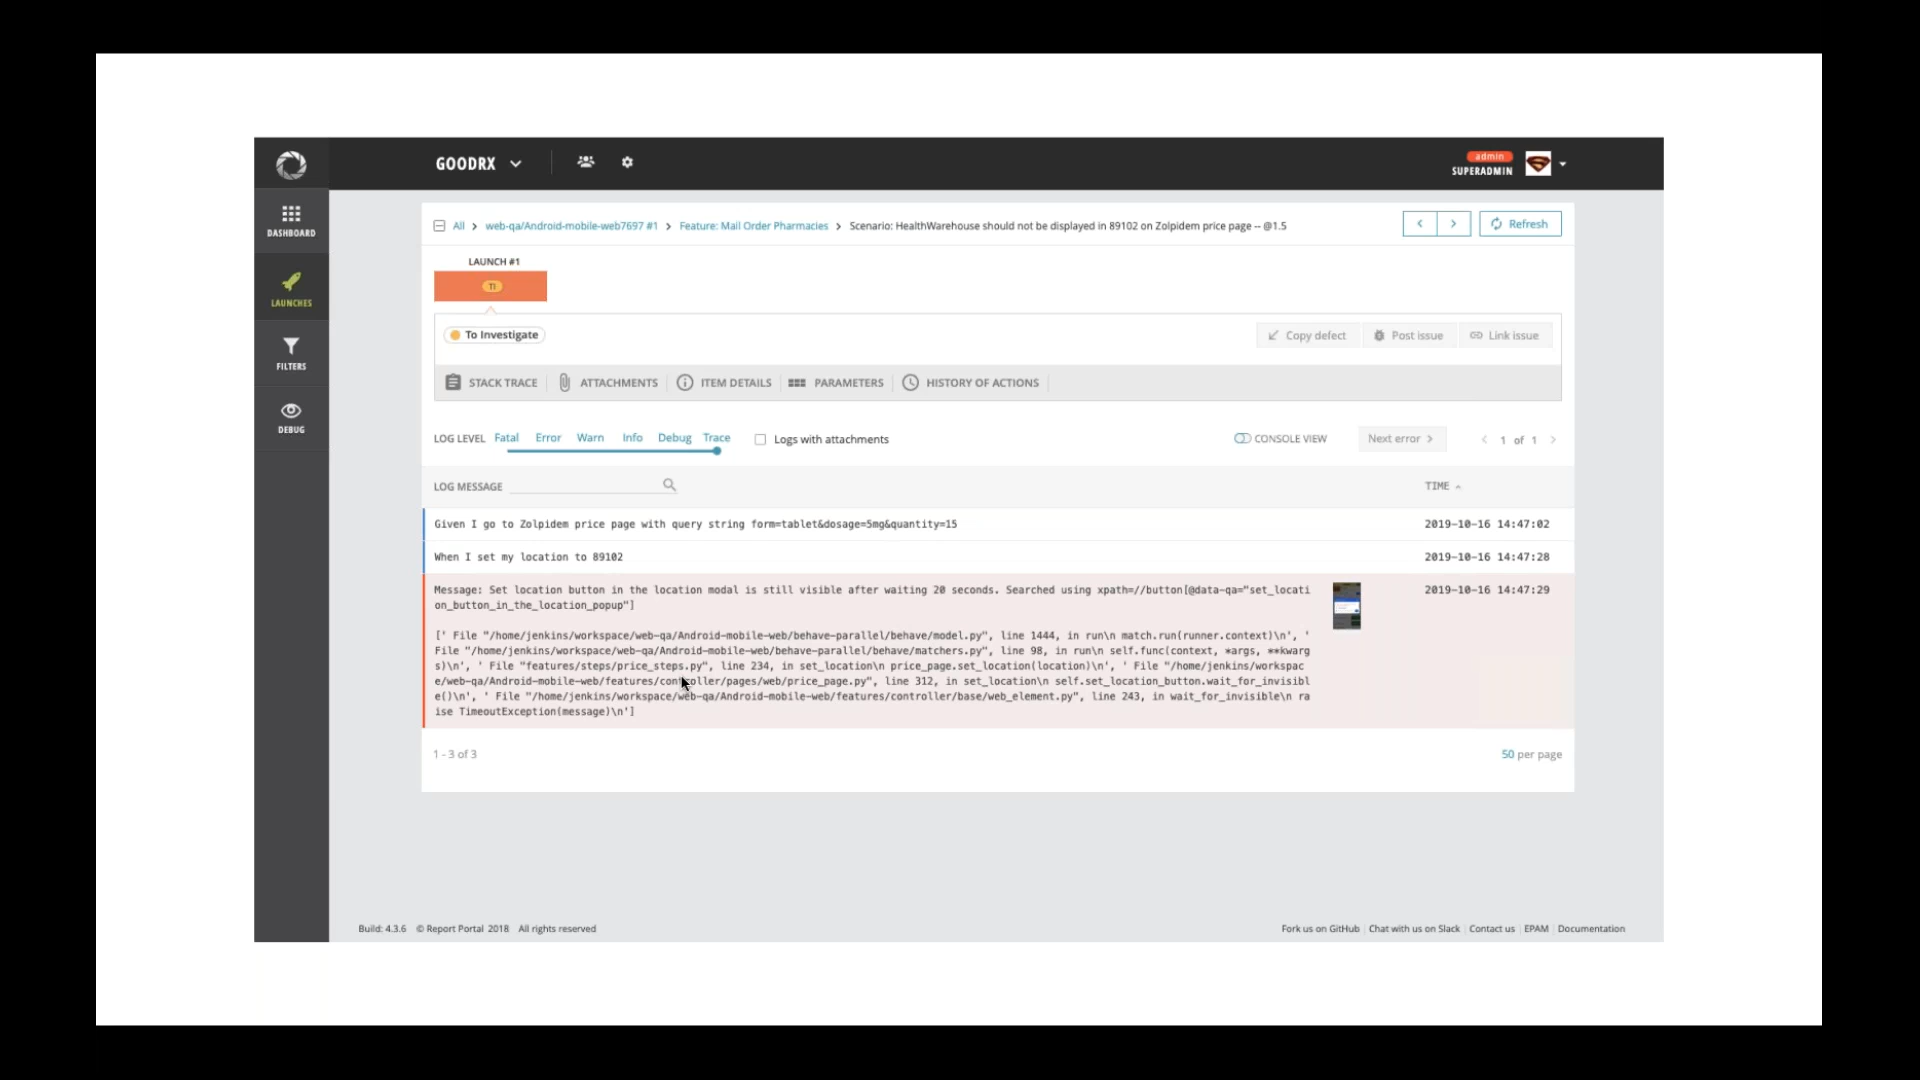 GOODRX
admin
SUPERADMIN
DASHBOARD
LAUNCHES
FILTERS
DEBUG
All > web-qa/Android-mobile-web7697 #1 > Feature: Mail Order Pharmacies > Scenario: HealthWarehouse should not be displayed in 89102 on Zolpidem price page -- @1.5
Refresh
LAUNCH #1
TI
To Investigate
Copy defect Post issue Link issue
STACK TRACE ATTACHMENTS ITEM DETAILS PARAMETERS HISTORY OF ACTIONS
LOG LEVEL Fatal Error Warn Info Debug Trace Logs with attachments CONSOLE VIEW Next error > < 1 of 1 >
LOG MESSAGE TIME
Given I go to Zolpidem price page with query string form=tablet&dosage=5mg&quantity=15 2019-10-16 14:47:02
When I set my location to 89102 2019-10-16 14:47:28
Message: Set location button in the location modal is still visible after waiting 20 seconds. Searched using xpath=//button[@data-qa="set_locati 2019-10-16 14:47:29
on_button_in_the_location_popup"]
[' File "/home/jenkins/workspace/web-qa/Android-mobile-web/behave-parallel/behave/model.py", line 1444, in run\n match.run(runner.context)\n', '
File "/home/jenkins/workspace/web-qa/Android-mobile-web/behave-parallel/behave/matchers.py", line 98, in run\n self.func(context, *args, **kwarg
s)\n', ' File "features/steps/price_steps.py", line 234, in set_location\n price_page.set_location(location)\n', ' File "/home/jenkins/workspac
e/web-qa/Android-mobile-web/features/controller/pages/web/price_page.py", line 312, in set_location\n self.set_location_button.wait_for_invisibl
e()\n', ' File "/home/jenkins/workspace/web-qa/Android-mobile-web/features/controller/base/web_element.py", line 243, in wait_for_invisible\n ra
ise TimeoutException(message)\n']
1 - 3 of 3 50 per page
Build: 4.3.6 © Report Portal 2018 All rights reserved Fork us on GitHub | Chat with us on Slack | Contact us | EPAM | Documentation